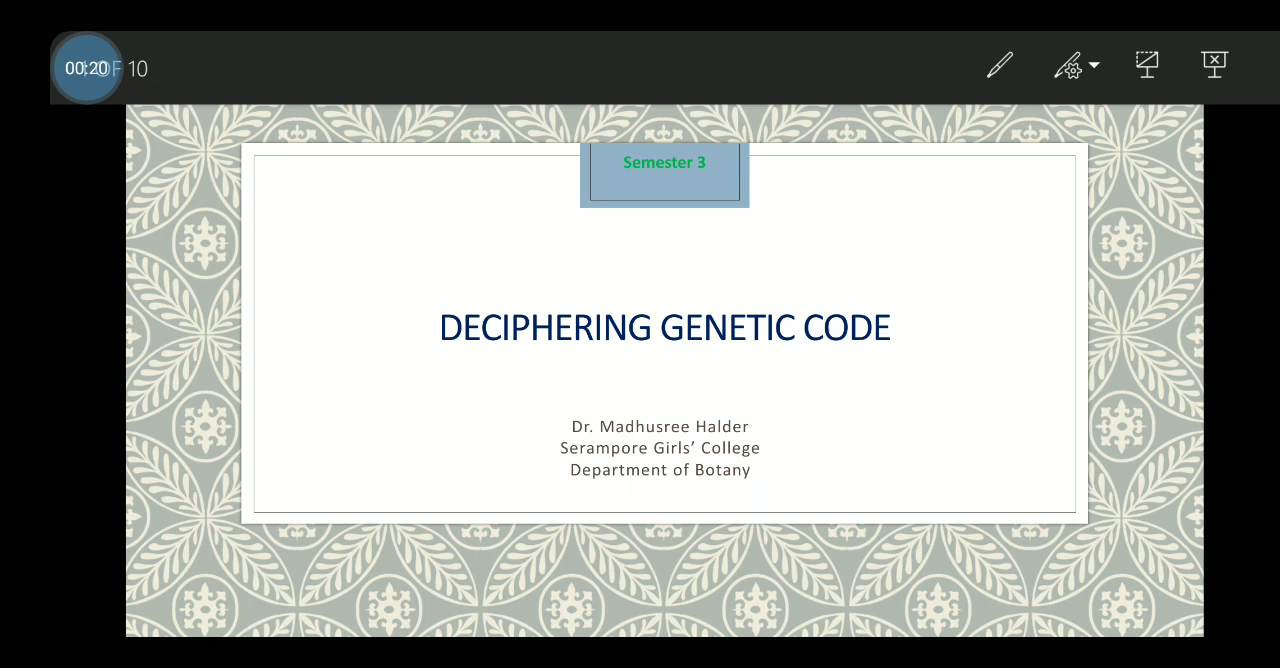 00:20
OF 10
Semester 3
DECIPHERING GENETIC CODE
Dr. Madhusree Halder
Serampore Girls' College
Department of Botany